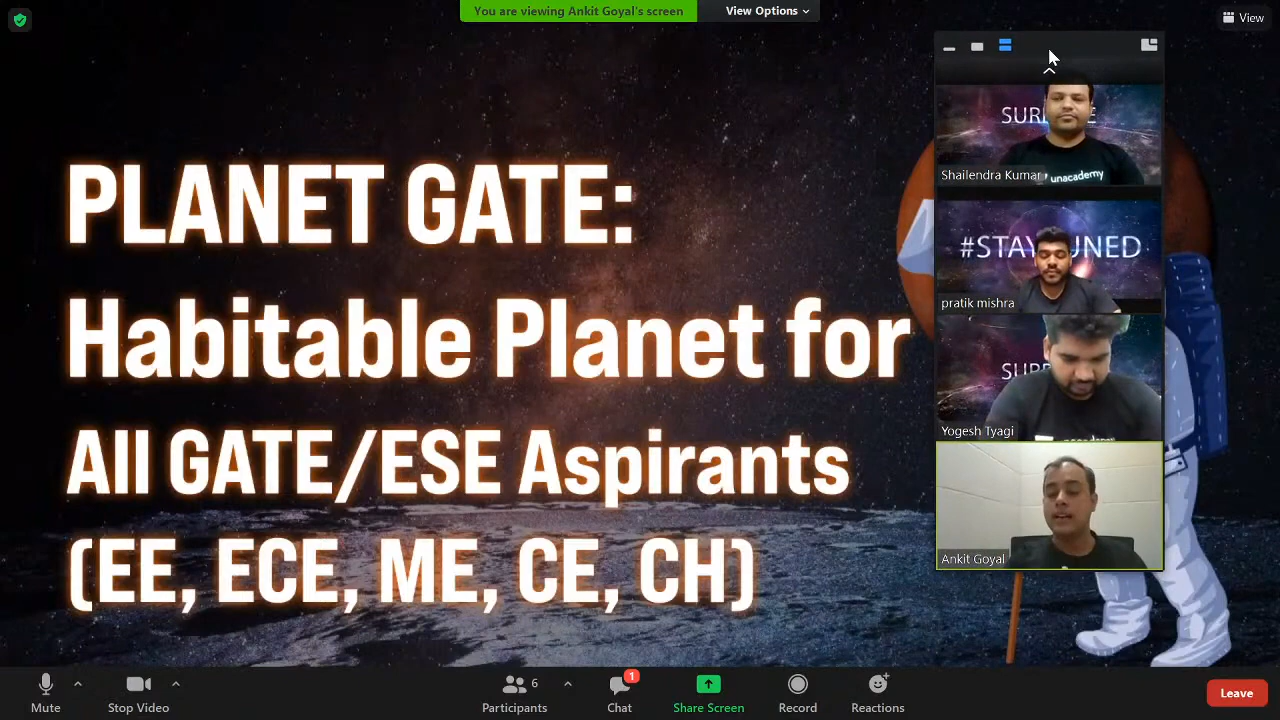 You are viewing Ankit Goyal's screen
View Options
View
PLANET GATE:
Habitable Planet for
All GATE/ESE Aspirants
(EE, ECE, ME, CE, CH)
unacademy
Shailendra Kumar
pratik mishra
Yogesh Tyagi
Ankit Goyal
Mute
Stop Video
6
Participants
1
Chat
Share Screen
Record
Reactions
Leave